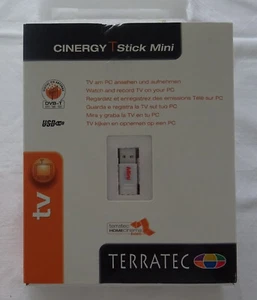 CINERGY T Stick Mini
TV am PC ansehen und aufnehmen
Watch and record TV on your PC
Regardez et enregistrez des émissions Télé sur PC
Guarda e registra la TV sul tuo PC
Mira y graba la TV en tu PC
TV kijken en opnemen op een PC
DVB-T
USB
tv
terratec
homecinema
TERRATEC